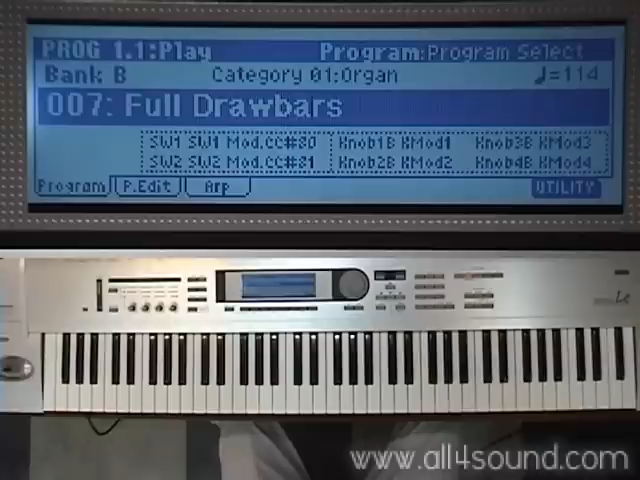 PROG 1.1:Play Program:Program Select
Bank B Category 01:Organ ♩=114
007: Full Drawbars
SW1 SW1 Mod.CC#80 Knob1B KMod1 Knob3B KMod3
SW2 SW2 Mod.CC#81 Knob2B KMod2 Knob4B KMod4
Program P.Edit Arp UTILITY
Le
www.all4sound.com